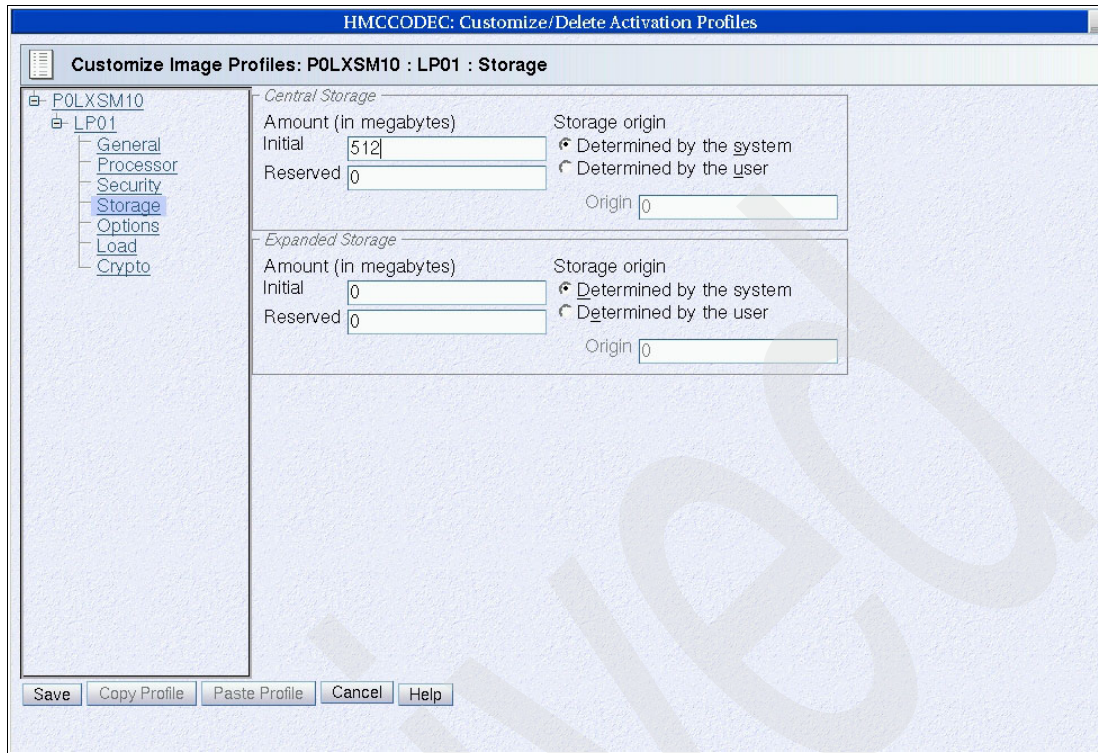 HMCCODEC: Customize/Delete Activation Profiles
Customize Image Profiles: P0LXSM10 : LP01 : Storage
P0LXSM10
LP01
General
Processor
Security
Storage
Options
Load
Crypto
Central Storage
Amount (in megabytes)
Initial 512
Reserved 0
Storage origin
Determined by the system
Determined by the user
Origin 0
Expanded Storage
Amount (in megabytes)
Initial 0
Reserved 0
Storage origin
Determined by the system
Determined by the user
Origin 0
Save Copy Profile Paste Profile Cancel Help